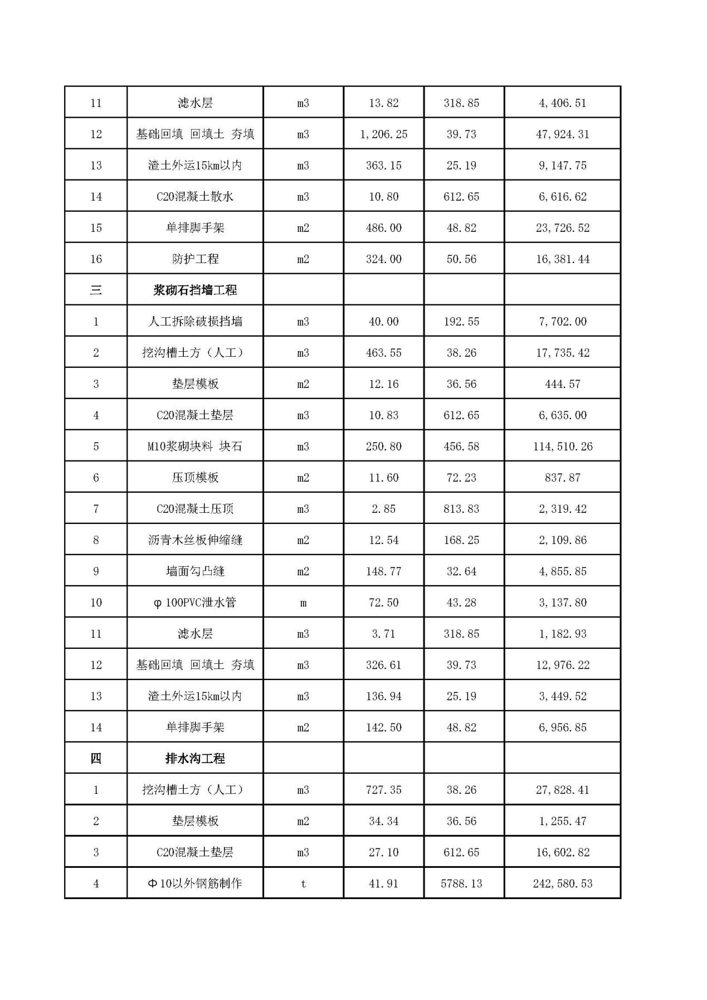 11 滤水层 m3 13.82 318.85 4,406.51
12 基础回填 回填土 夯填 m3 1,206.25 39.73 47,924.31
13 渣土外运15km以内 m3 363.15 25.19 9,147.75
14 C20混凝土散水 m3 10.80 612.65 6,616.62
15 单排脚手架 m2 486.00 48.82 23,726.52
16 防护工程 m2 324.00 50.56 16,381.44
三 浆砌石挡墙工程
1 人工拆除破损挡墙 m3 40.00 192.55 7,702.00
2 挖沟槽土方（人工） m3 463.55 38.26 17,735.42
3 垫层模板 m2 12.16 36.56 444.57
4 C20混凝土垫层 m3 10.83 612.65 6,635.00
5 M10浆砌块料 块石 m3 250.80 456.58 114,510.26
6 压顶模板 m2 11.60 72.23 837.87
7 C20混凝土压顶 m3 2.85 813.83 2,319.42
8 沥青木丝板伸缩缝 m2 12.54 168.25 2,109.86
9 墙面勾凸缝 m2 148.77 32.64 4,855.85
10 φ100PVC泄水管 m 72.50 43.28 3,137.80
11 滤水层 m3 3.71 318.85 1,182.93
12 基础回填 回填土 夯填 m3 326.61 39.73 12,976.22
13 渣土外运15km以内 m3 136.94 25.19 3,449.52
14 单排脚手架 m2 142.50 48.82 6,956.85
四 排水沟工程
1 挖沟槽土方（人工） m3 727.35 38.26 27,828.41
2 垫层模板 m2 34.34 36.56 1,255.47
3 C20混凝土垫层 m3 27.10 612.65 16,602.82
4 Φ10以外钢筋制作 t 41.91 5788.13 242,580.53